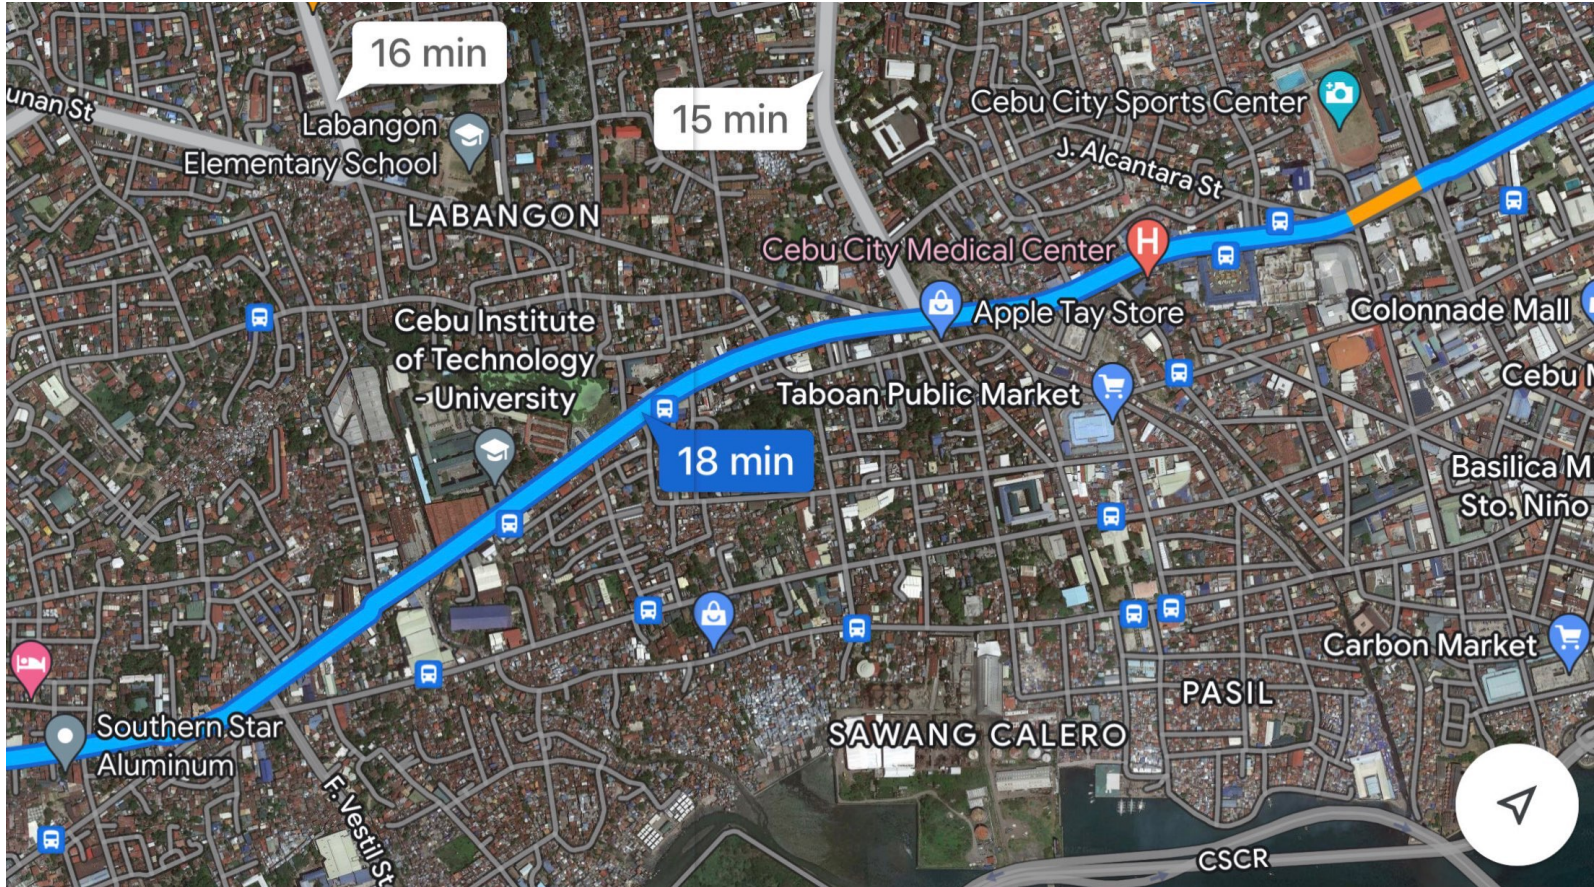 16 min
unan St
15 min
Cebu City Sports Center
Labangon
Elementary School
J. Alcantara St
LABANGON
Cebu City Medical Center
H
Apple Tay Store
Colonnade Mall
Cebu Institute
of Technology
- University
Cebu M
Taboan Public Market
18 min
Basilica M
Sto. Niño
Carbon Market
PASIL
Southern Star
Aluminum
SAWANG CALERO
F. Vestil St
CSCR